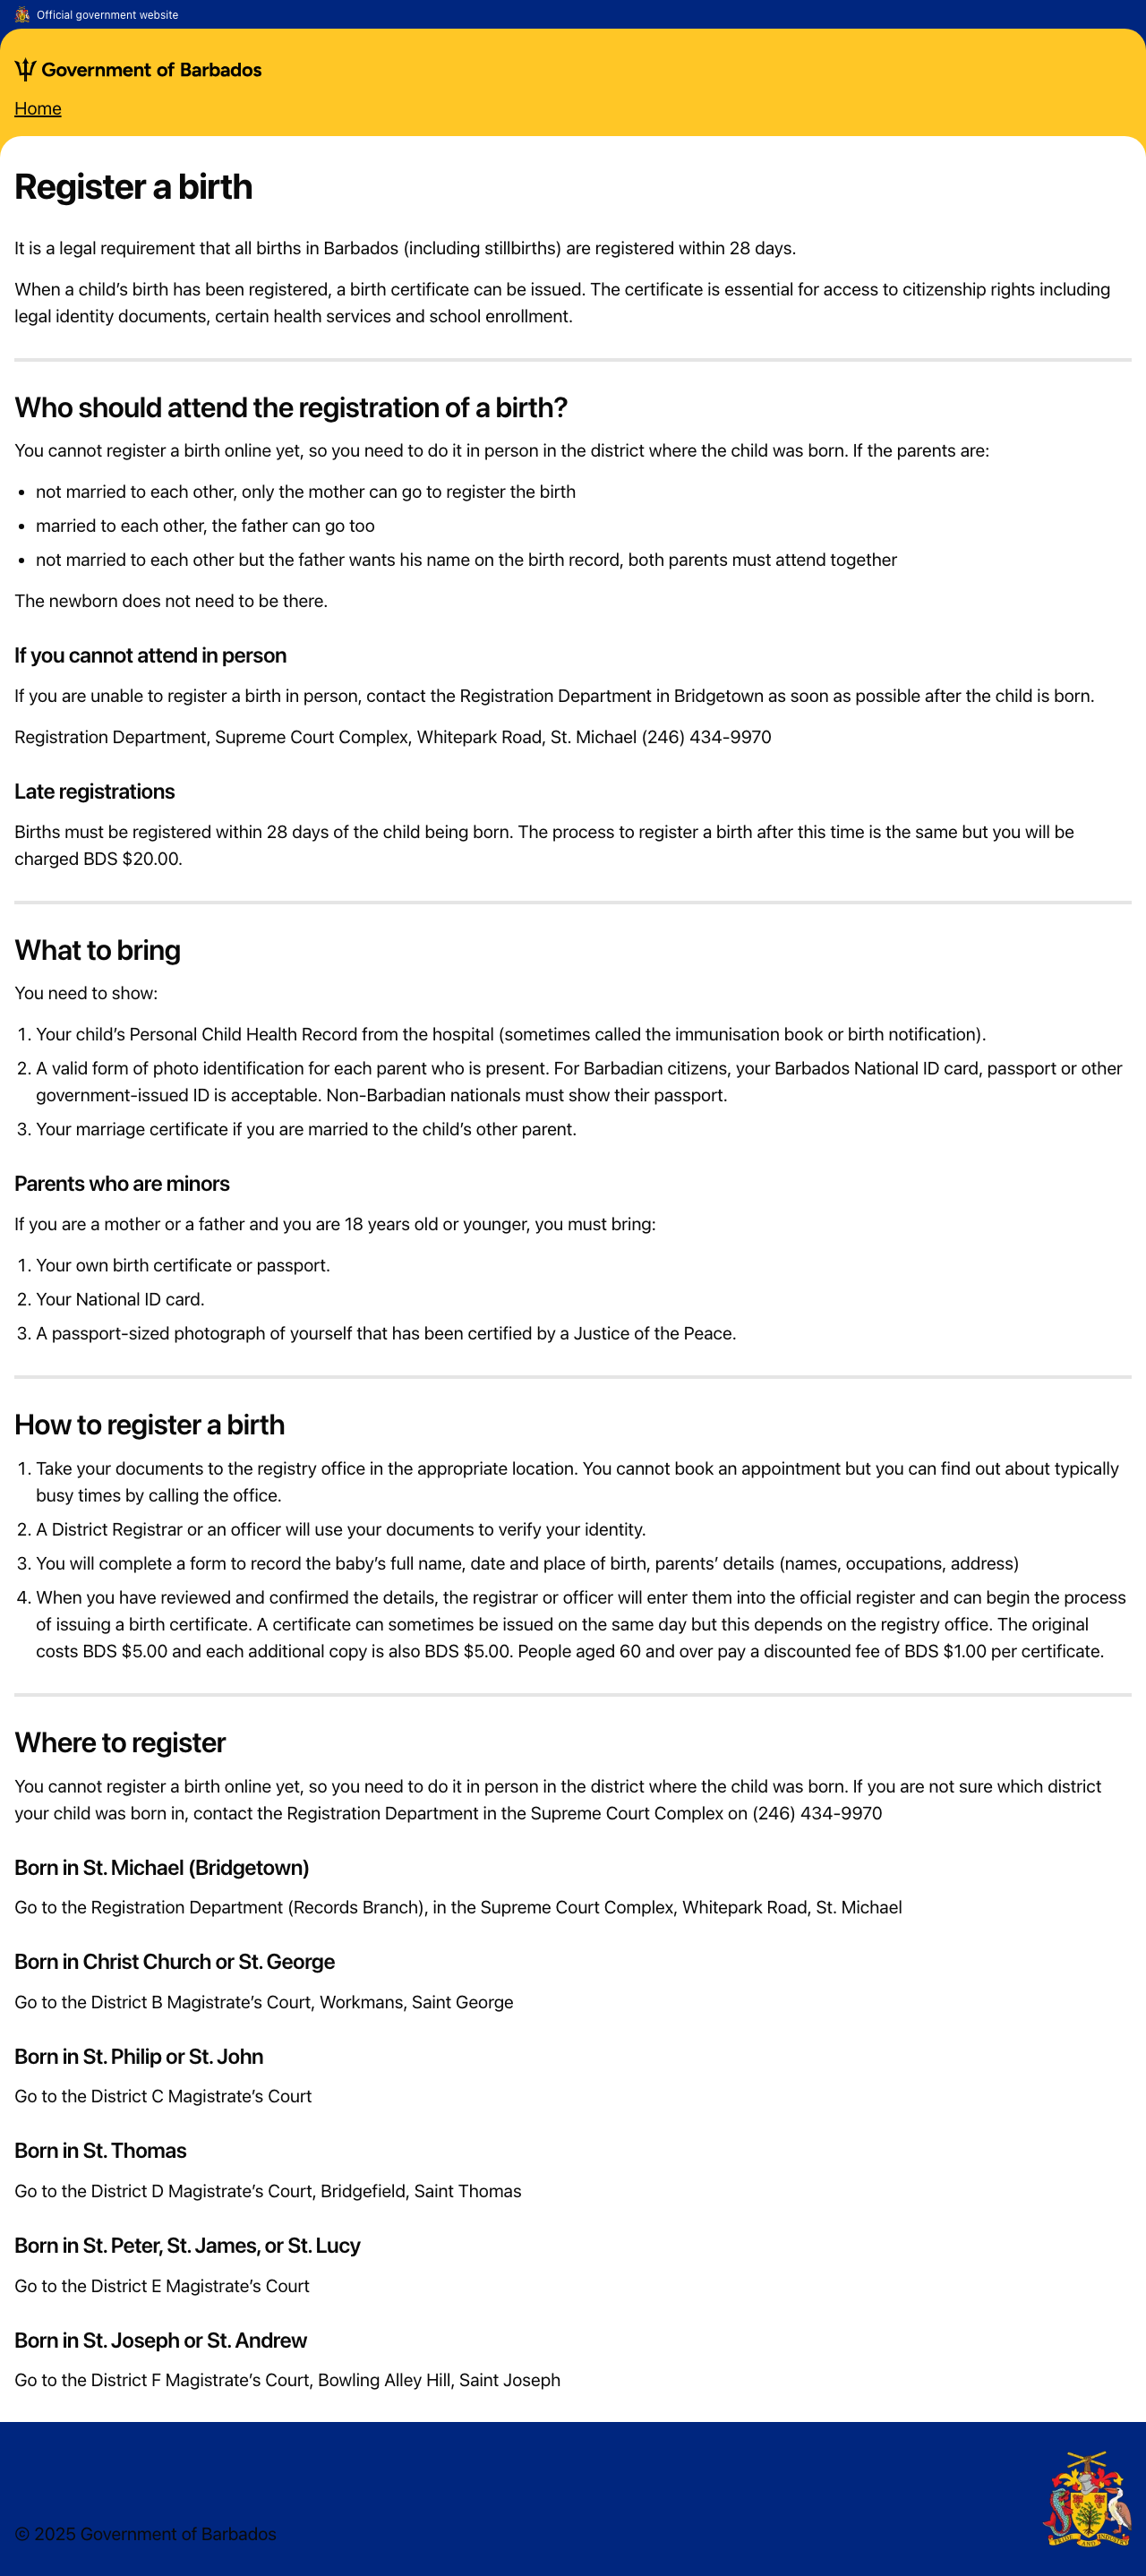 Official government website
Government of Barbados
Home
Register a birth
It is a legal requirement that all births in Barbados (including stillbirths) are registered within 28 days.
When a child’s birth has been registered, a birth certificate can be issued. The certificate is essential for access to citizenship rights including
legal identity documents, certain health services and school enrollment.
Who should attend the registration of a birth?
You cannot register a birth online yet, so you need to do it in person in the district where the child was born. If the parents are:
• not married to each other, only the mother can go to register the birth
• married to each other, the father can go too
• not married to each other but the father wants his name on the birth record, both parents must attend together
The newborn does not need to be there.
If you cannot attend in person
If you are unable to register a birth in person, contact the Registration Department in Bridgetown as soon as possible after the child is born.
Registration Department, Supreme Court Complex, Whitepark Road, St. Michael (246) 434-9970
Late registrations
Births must be registered within 28 days of the child being born. The process to register a birth after this time is the same but you will be
charged BDS $20.00.
What to bring
You need to show:
1. Your child’s Personal Child Health Record from the hospital (sometimes called the immunisation book or birth notification).
2. A valid form of photo identification for each parent who is present. For Barbadian citizens, your Barbados National ID card, passport or other
government-issued ID is acceptable. Non-Barbadian nationals must show their passport.
3. Your marriage certificate if you are married to the child’s other parent.
Parents who are minors
If you are a mother or a father and you are 18 years old or younger, you must bring:
1. Your own birth certificate or passport.
2. Your National ID card.
3. A passport-sized photograph of yourself that has been certified by a Justice of the Peace.
How to register a birth
1. Take your documents to the registry office in the appropriate location. You cannot book an appointment but you can find out about typically
busy times by calling the office.
2. A District Registrar or an officer will use your documents to verify your identity.
3. You will complete a form to record the baby’s full name, date and place of birth, parents’ details (names, occupations, address)
4. When you have reviewed and confirmed the details, the registrar or officer will enter them into the official register and can begin the process
of issuing a birth certificate. A certificate can sometimes be issued on the same day but this depends on the registry office. The original
costs BDS $5.00 and each additional copy is also BDS $5.00. People aged 60 and over pay a discounted fee of BDS $1.00 per certificate.
Where to register
You cannot register a birth online yet, so you need to do it in person in the district where the child was born. If you are not sure which district
your child was born in, contact the Registration Department in the Supreme Court Complex on (246) 434-9970
Born in St. Michael (Bridgetown)
Go to the Registration Department (Records Branch), in the Supreme Court Complex, Whitepark Road, St. Michael
Born in Christ Church or St. George
Go to the District B Magistrate’s Court, Workmans, Saint George
Born in St. Philip or St. John
Go to the District C Magistrate’s Court
Born in St. Thomas
Go to the District D Magistrate’s Court, Bridgefield, Saint Thomas
Born in St. Peter, St. James, or St. Lucy
Go to the District E Magistrate’s Court
Born in St. Joseph or St. Andrew
Go to the District F Magistrate’s Court, Bowling Alley Hill, Saint Joseph
PRIDE AND INDUSTRY
© 2025 Government of Barbados